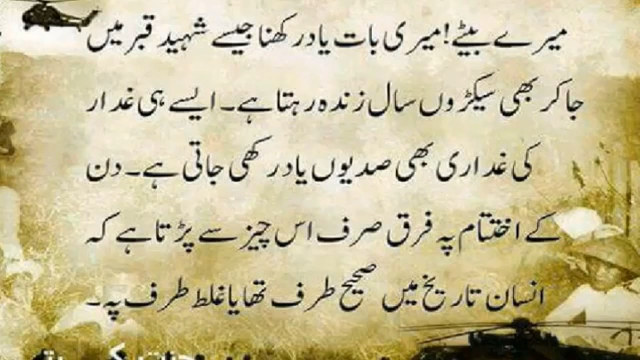 میرے بیٹے! میری بات یاد رکھنا جیسے شہید قبر میں
جا کر بھی سیکڑوں سال زندہ رہتا ہے۔ ایسے ہی غدار
کی غداری بھی صدیوں یاد رکھی جاتی ہے۔ دن
کے اختتام پہ فرق صرف اس چیز سے پڑتا ہے کہ
انسان تاریخ میں صحیح طرف تھا یا غلط طرف پہ۔